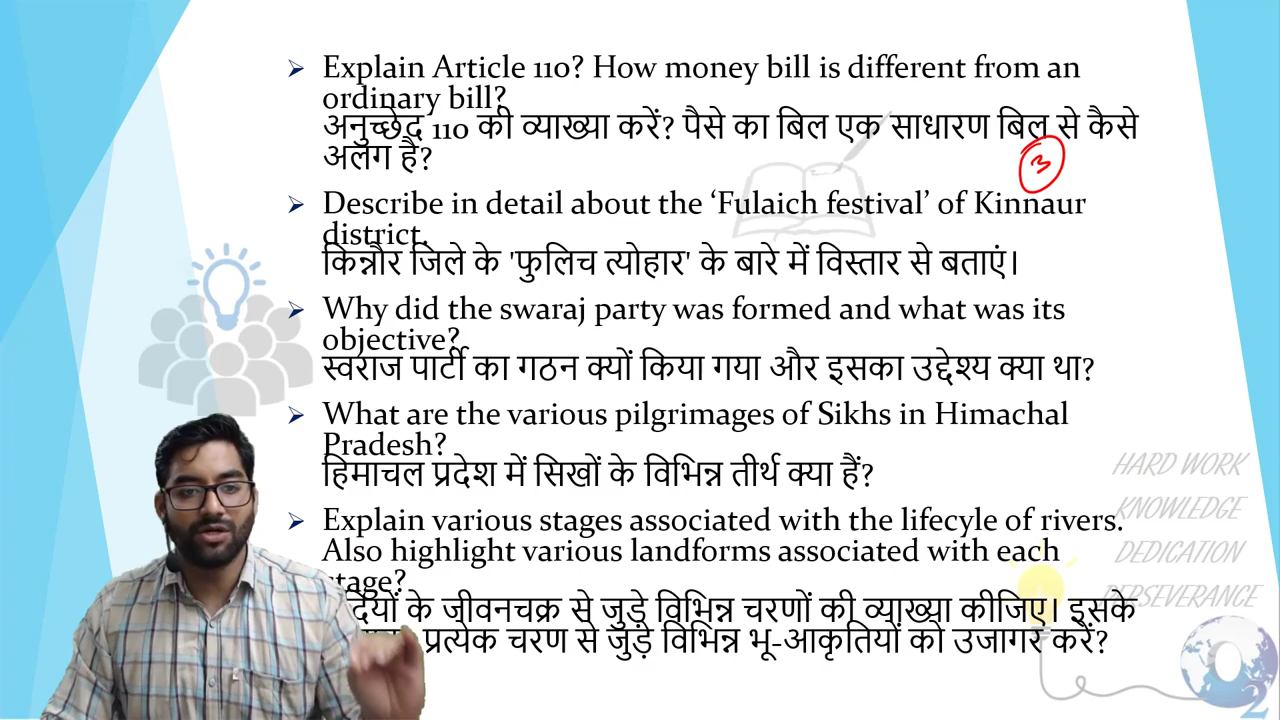 Explain Article 110? How money bill is different from an
ordinary bill?
अनुच्छेद 110 की व्याख्या करें? पैसे का बिल एक साधारण बिल से कैसे
अलग है?
3
Describe in detail about the ‘Fulaich festival’ of Kinnaur
district.
किन्नौर जिले के 'फुलिच त्योहार' के बारे में विस्तार से बताएं।
Why did the swaraj party was formed and what was its
objective?
स्वराज पार्टी का गठन क्यों किया गया और इसका उद्देश्य क्या था?
What are the various pilgrimages of Sikhs in Himachal
Pradesh?
हिमाचल प्रदेश में सिखों के विभिन्न तीर्थ क्या हैं?
HARD WORK
KNOWLEDGE
DEDICATION
PERSEVERANCE
Explain various stages associated with the lifecyle of rivers.
Also highlight various landforms associated with each
stage?
के जीवनचक्र से जुड़े विभिन्न चरणों की व्याख्या कीजिए। इसके
प्रत्येक चरण से जुड़े विभिन्न भू-आकृतियों को उजागर करें?
O2